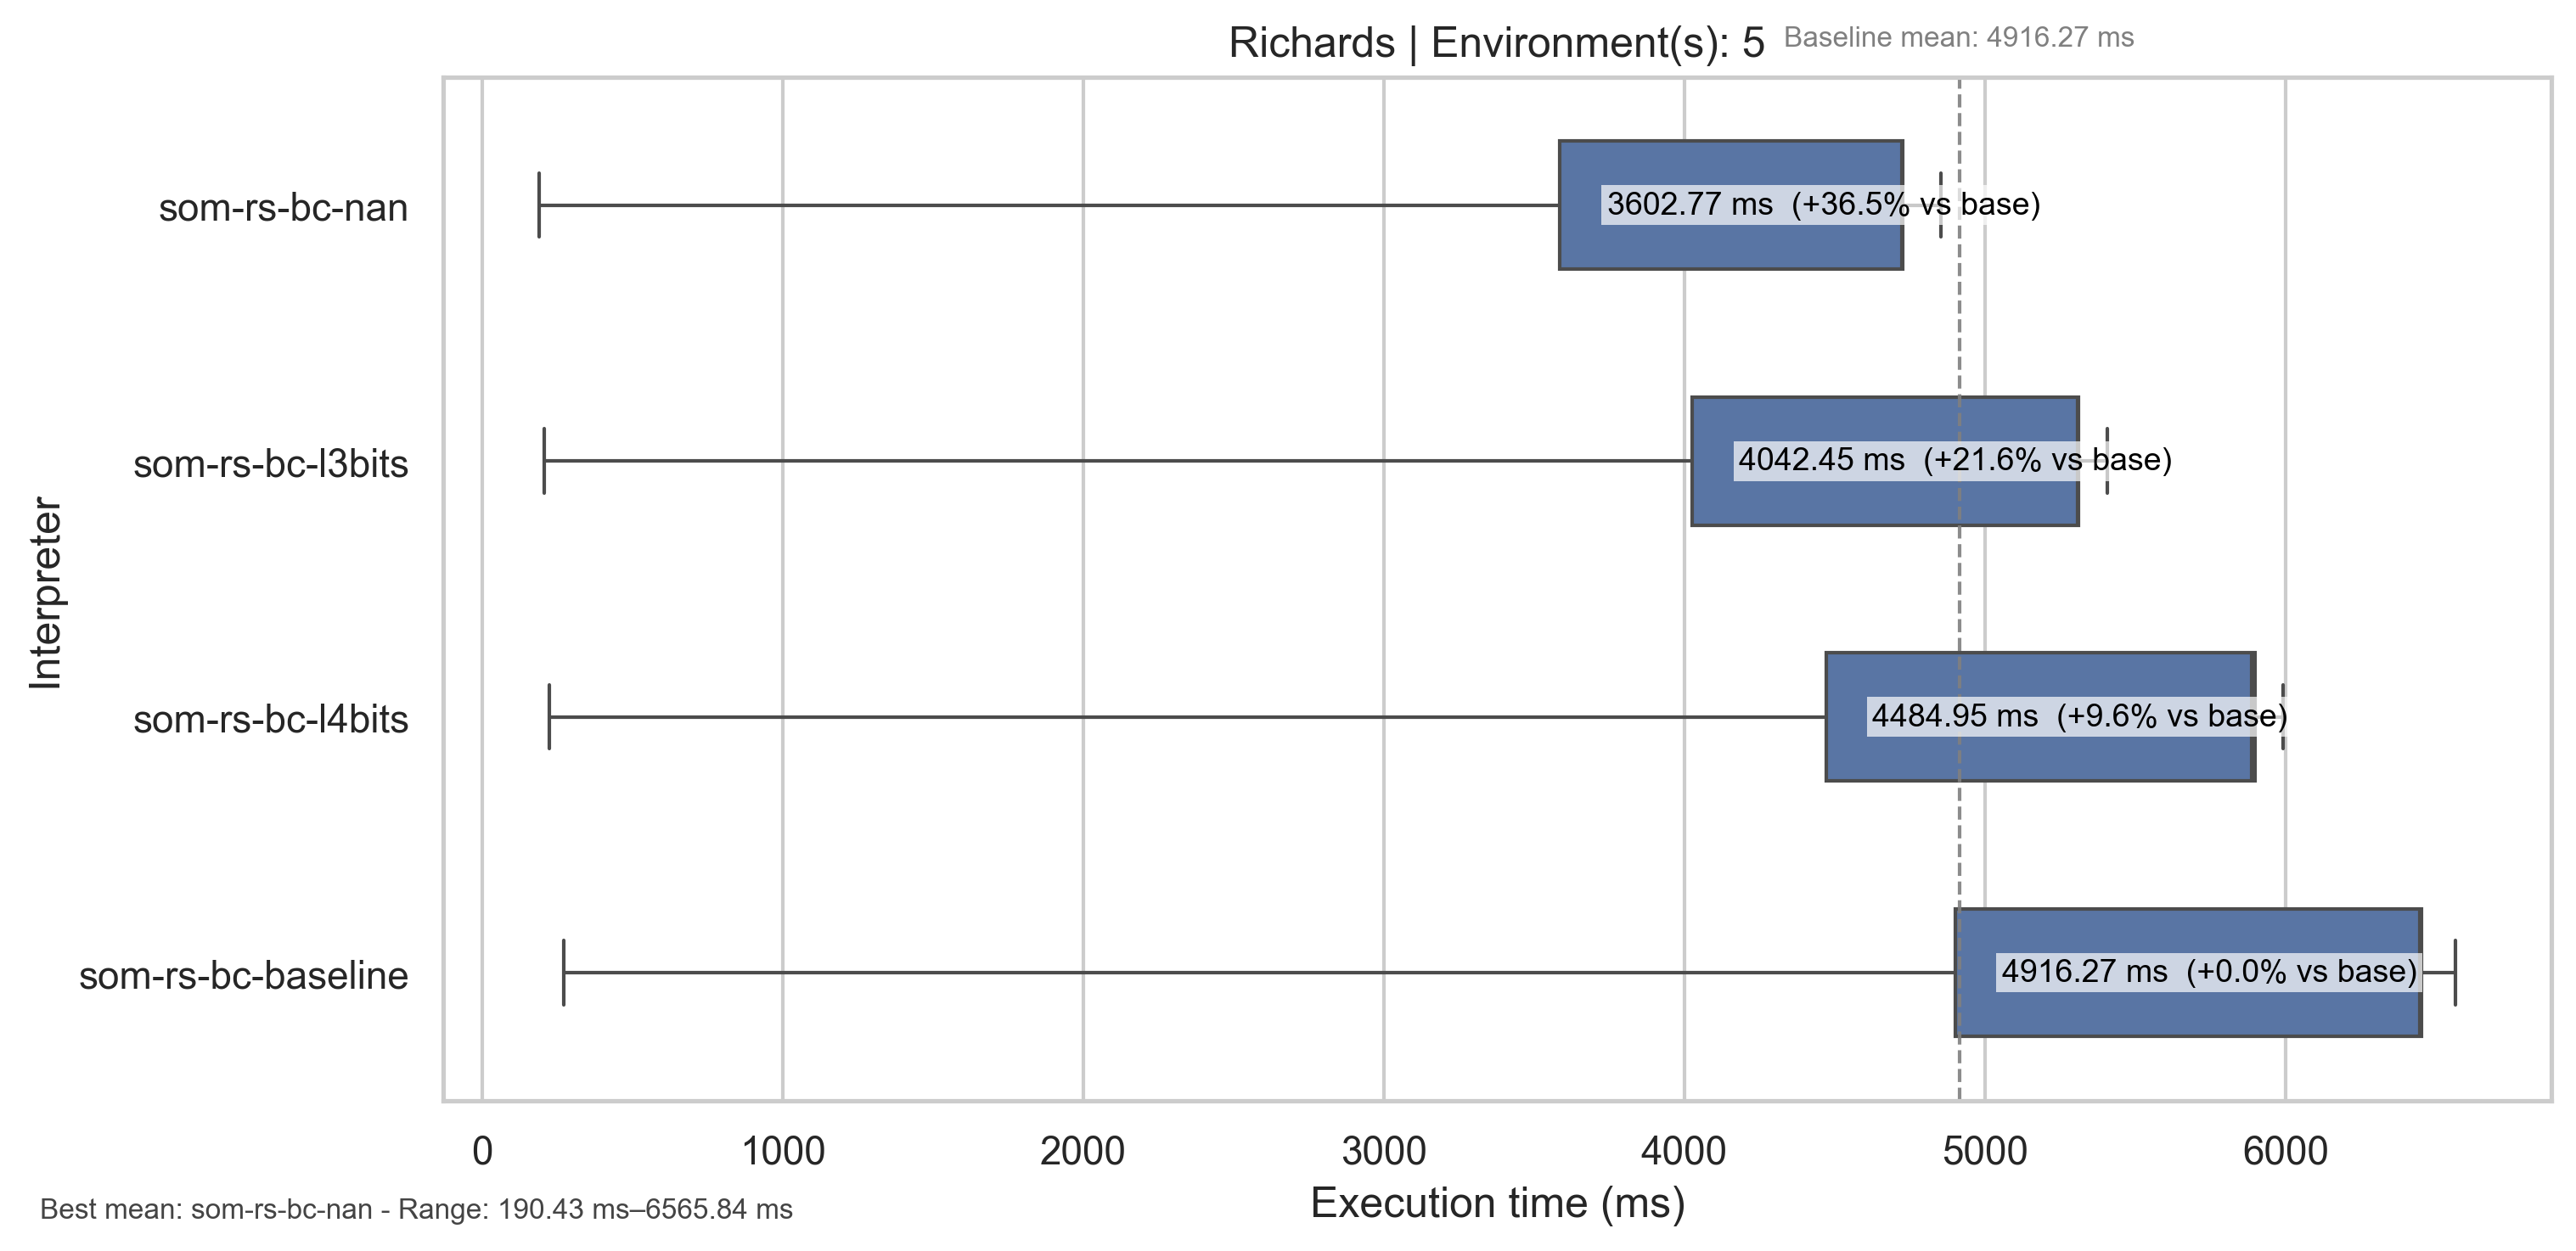 Richards | Environment(s): 5
Baseline mean: 4916.27 ms
Interpreter
som-rs-bc-nan
3602.77 ms (+36.5% vs base)
som-rs-bc-l3bits
4042.45 ms (+21.6% vs base)
som-rs-bc-l4bits
4484.95 ms (+9.6% vs base)
som-rs-bc-baseline
4916.27 ms (+0.0% vs base)
0 1000 2000 3000 4000 5000 6000
Execution time (ms)
Best mean: som-rs-bc-nan - Range: 190.43 ms–6565.84 ms